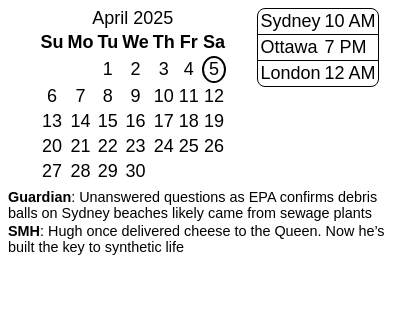 April 2025
Su Mo Tu We Th Fr Sa
1 2 3 4 5
6 7 8 9 10 11 12
13 14 15 16 17 18 19
20 21 22 23 24 25 26
27 28 29 30
Sydney 10 AM
Ottawa 7 PM
London 12 AM
Guardian: Unanswered questions as EPA confirms debris
balls on Sydney beaches likely came from sewage plants
SMH: Hugh once delivered cheese to the Queen. Now he’s
built the key to synthetic life